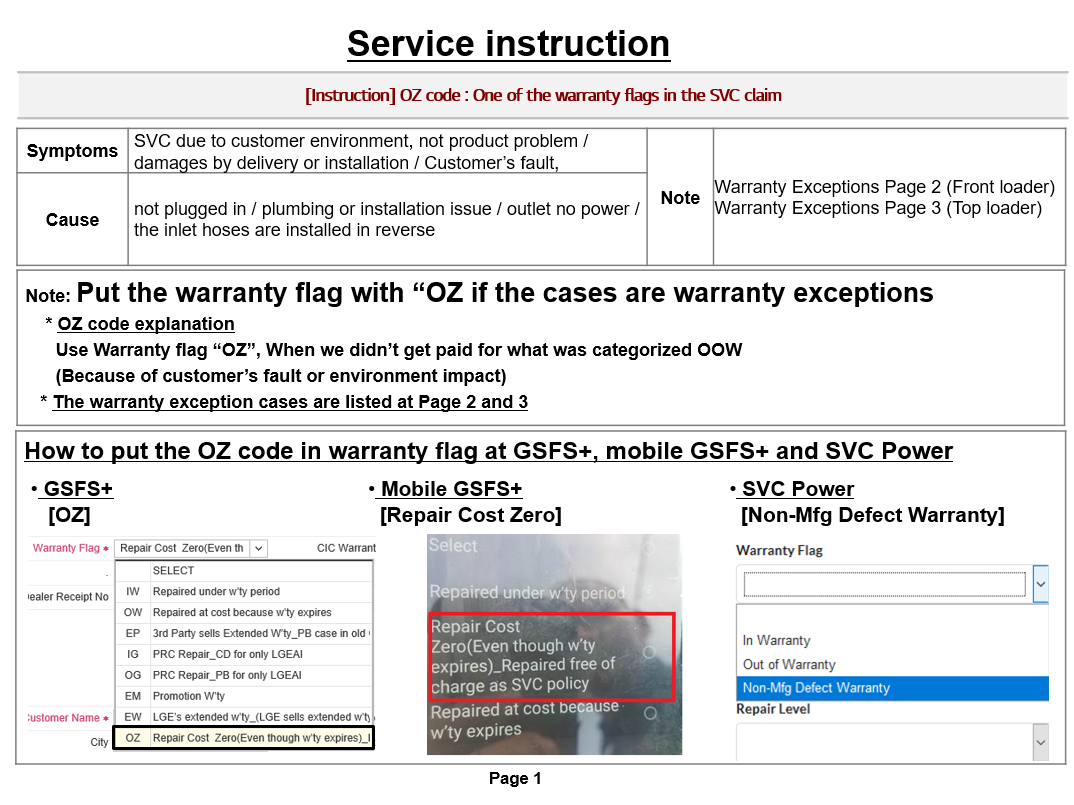 Service instruction
[Instruction] OZ code : One of the warranty flags in the SVC claim
Symptoms
SVC due to customer environment, not product problem /
damages by delivery or installation / Customer's fault,
Cause
not plugged in / plumbing or installation issue / outlet no power /
the inlet hoses are installed in reverse
Note
Warranty Exceptions Page 2 (Front loader)
Warranty Exceptions Page 3 (Top loader)
Note: Put the warranty flag with “OZ if the cases are warranty exceptions
* OZ code explanation
Use Warranty flag “OZ”, When we didn’t get paid for what was categorized OOW
(Because of customer’s fault or environment impact)
* The warranty exception cases are listed at Page 2 and 3
How to put the OZ code in warranty flag at GSFS+, mobile GSFS+ and SVC Power
• GSFS+
[OZ]
Warranty Flag * Repair Cost Zero(Even th CIC Warrant
SELECT
IW Repaired under w'ty period
ealer Receipt No
OW Repaired at cost because w'ty expires
EP 3rd Party sells Extended W'ty_PB case in old
IG PRC Repair_CD for only LGEAI
OG PRC Repair_PB for only LGEAI
EM Promotion W'ty
Customer Name * EW LGE's extended w'ty_(LGE sells extended w'ty
City OZ Repair Cost Zero(Even though w'ty expires)_
• Mobile GSFS+
[Repair Cost Zero]
Select
Repaired under w'ty period
Repair Cost
Zero(Even though w'ty
expires)_Repaired free of
charge as SVC policy
Repaired at cost because
w'ty expires
• SVC Power
[Non-Mfg Defect Warranty]
Warranty Flag
In Warranty
Out of Warranty
Non-Mfg Defect Warranty
Repair Level
Page 1